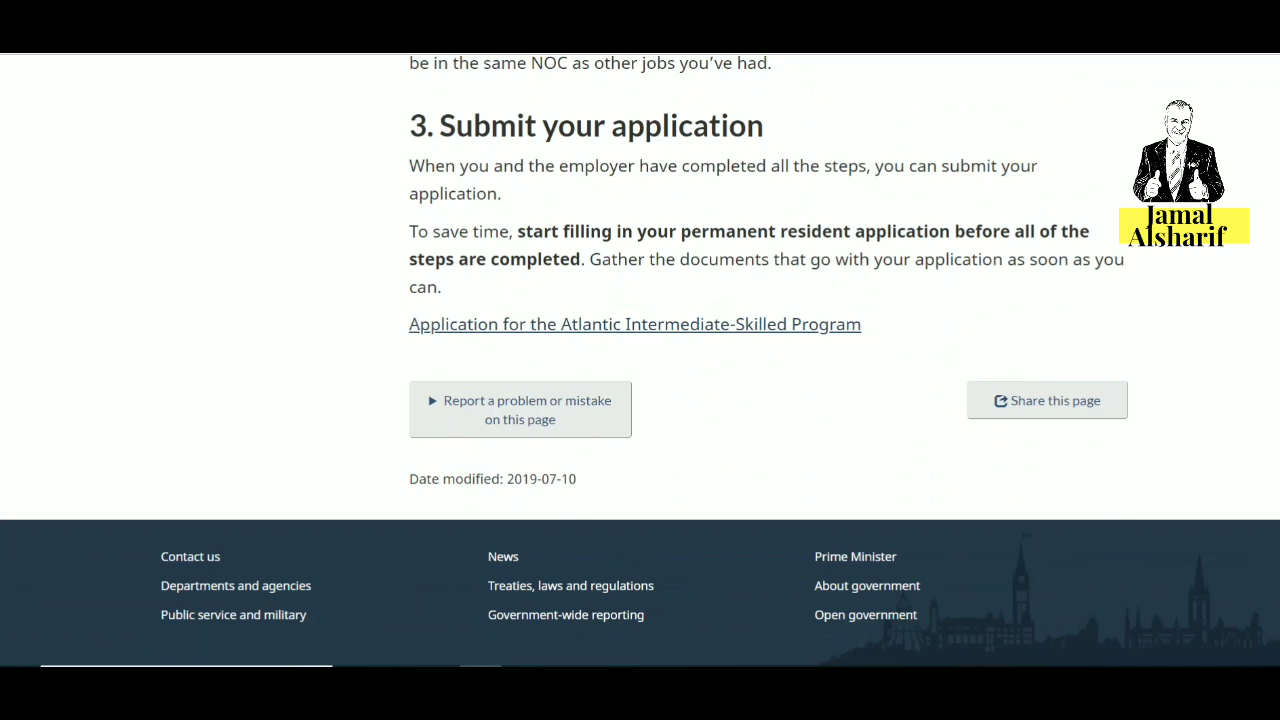 be in the same NOC as other jobs you’ve had.
3. Submit your application
When you and the employer have completed all the steps, you can submit your
application.
To save time, start filling in your permanent resident application before all of the
steps are completed. Gather the documents that go with your application as soon as you
can.
Application for the Atlantic Intermediate-Skilled Program
Report a problem or mistake
on this page
Share this page
Date modified: 2019-07-10
Contact us
News
Prime Minister
Departments and agencies
Treaties, laws and regulations
About government
Public service and military
Government-wide reporting
Open government
Jamal
Alsharif